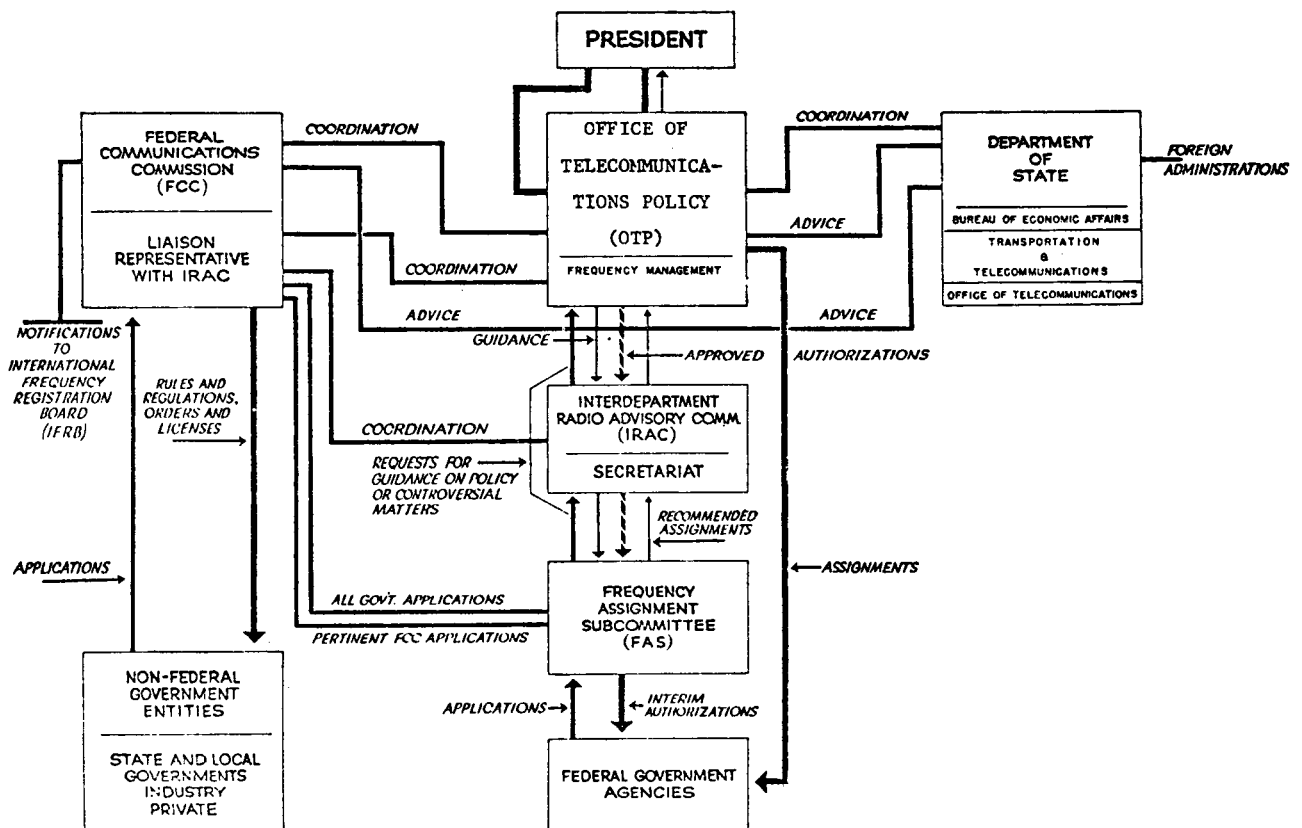 PRESIDENT
FEDERAL
COMMUNICATIONS
COMMISSION
(FCC)
LIAISON
REPRESENTATIVE
WITH IRAC
COORDINATION
COORDINATION
ADVICE
OFFICE OF
TELECOMMUNICA-
TIONS POLICY
(OTP)
FREQUENCY MANAGEMENT
COORDINATION
ADVICE
ADVICE
DEPARTMENT
OF
STATE
BUREAU OF ECONOMIC AFFAIRS
TRANSPORTATION
&
TELECOMMUNICATIONS
OFFICE OF TELECOMMUNICATIONS
FOREIGN
ADMINISTRATIONS
NOTIFICATIONS
TO
INTERNATIONAL
FREQUENCY
REGISTRATION
BOARD
(IFRB)
RULES AND
REGULATIONS,
ORDERS AND
LICENSES
GUIDANCE
APPROVED
AUTHORIZATIONS
INTERDEPARTMENT
RADIO ADVISORY COMM.
(IRAC)
SECRETARIAT
COORDINATION
REQUESTS FOR
GUIDANCE ON POLICY
OR CONTROVERSIAL
MATTERS
RECOMMENDED
ASSIGNMENTS
APPLICATIONS
ALL GOV'T. APPLICATIONS
PERTINENT FCC APPLICATIONS
FREQUENCY
ASSIGNMENT
SUBCOMMITTEE
(FAS)
ASSIGNMENTS
NON-FEDERAL
GOVERNMENT
ENTITIES
STATE AND LOCAL
GOVERNMENTS
INDUSTRY
PRIVATE
APPLICATIONS
INTERIM
AUTHORIZATIONS
FEDERAL GOVERNMENT
AGENCIES